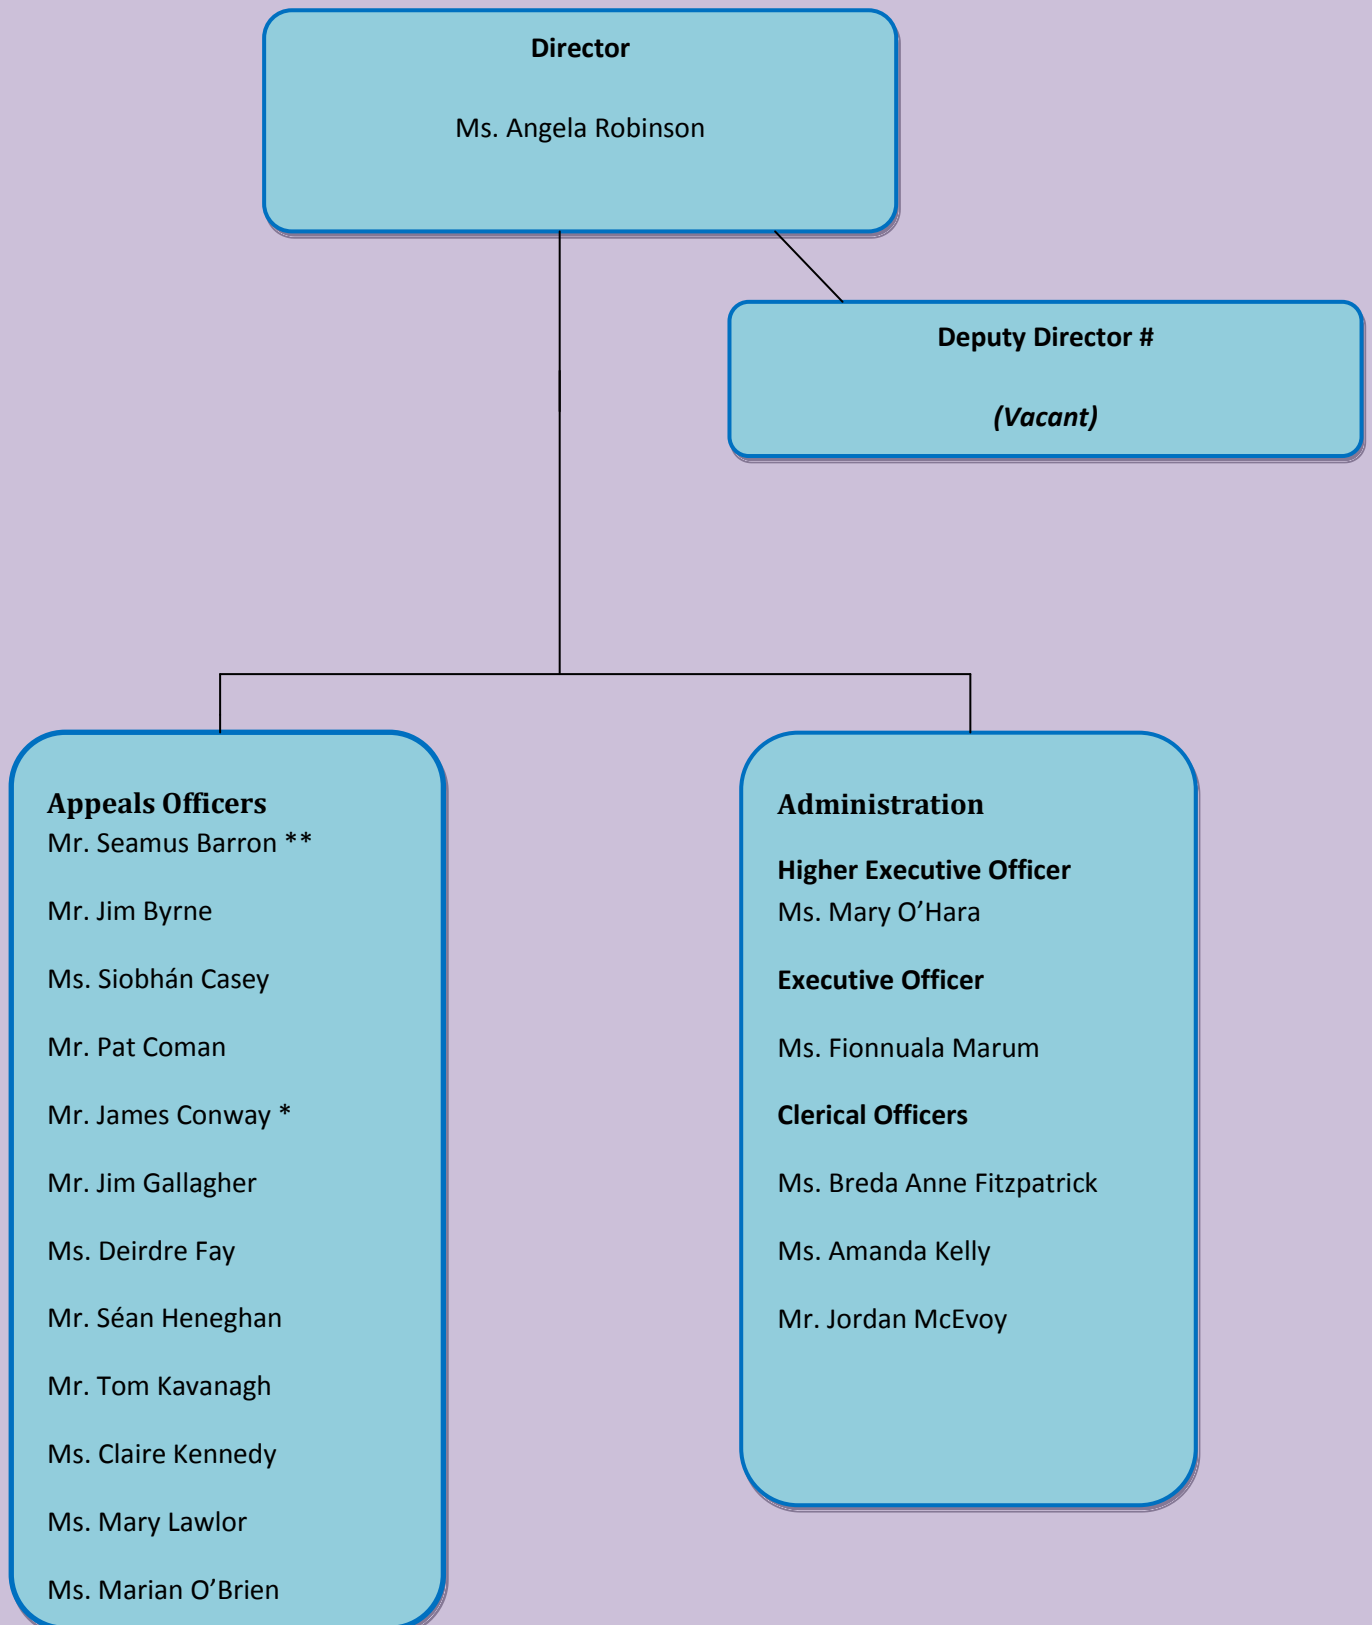 Director
Ms. Angela Robinson
Deputy Director #
(Vacant)
Appeals Officers
Mr. Seamus Barron **
Mr. Jim Byrne
Ms. Siobhán Casey
Mr. Pat Coman
Mr. James Conway *
Mr. Jim Gallagher
Ms. Deirdre Fay
Mr. Séan Heneghan
Mr. Tom Kavanagh
Ms. Claire Kennedy
Ms. Mary Lawlor
Ms. Marian O’Brien
Administration
Higher Executive Officer
Ms. Mary O’Hara
Executive Officer
Ms. Fionnuala Marum
Clerical Officers
Ms. Breda Anne Fitzpatrick
Ms. Amanda Kelly
Mr. Jordan McEvoy